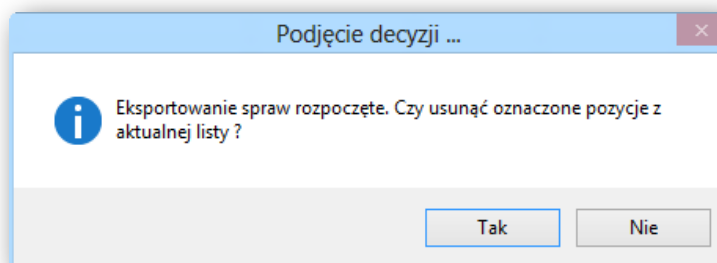 Podjęcie decyzji ...
Eksportowanie spraw rozpoczęte. Czy usunąć oznaczone pozycje z
aktualnej listy ?
Tak
Nie